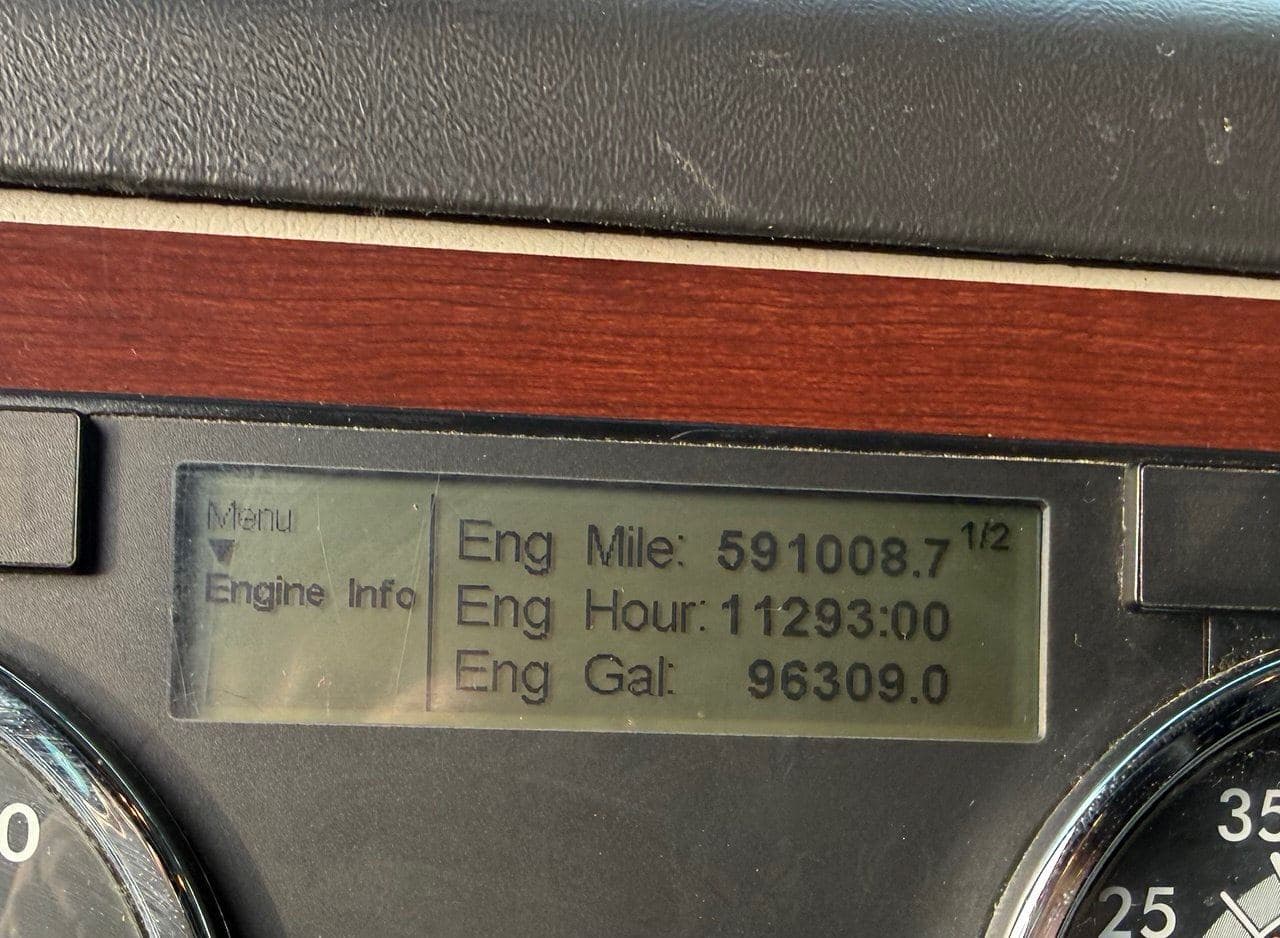 Menu
▼
Engine Info
Eng Mile: 591008.7 1/2
Eng Hour: 11293:00
Eng Gal: 96309.0
0
35
25